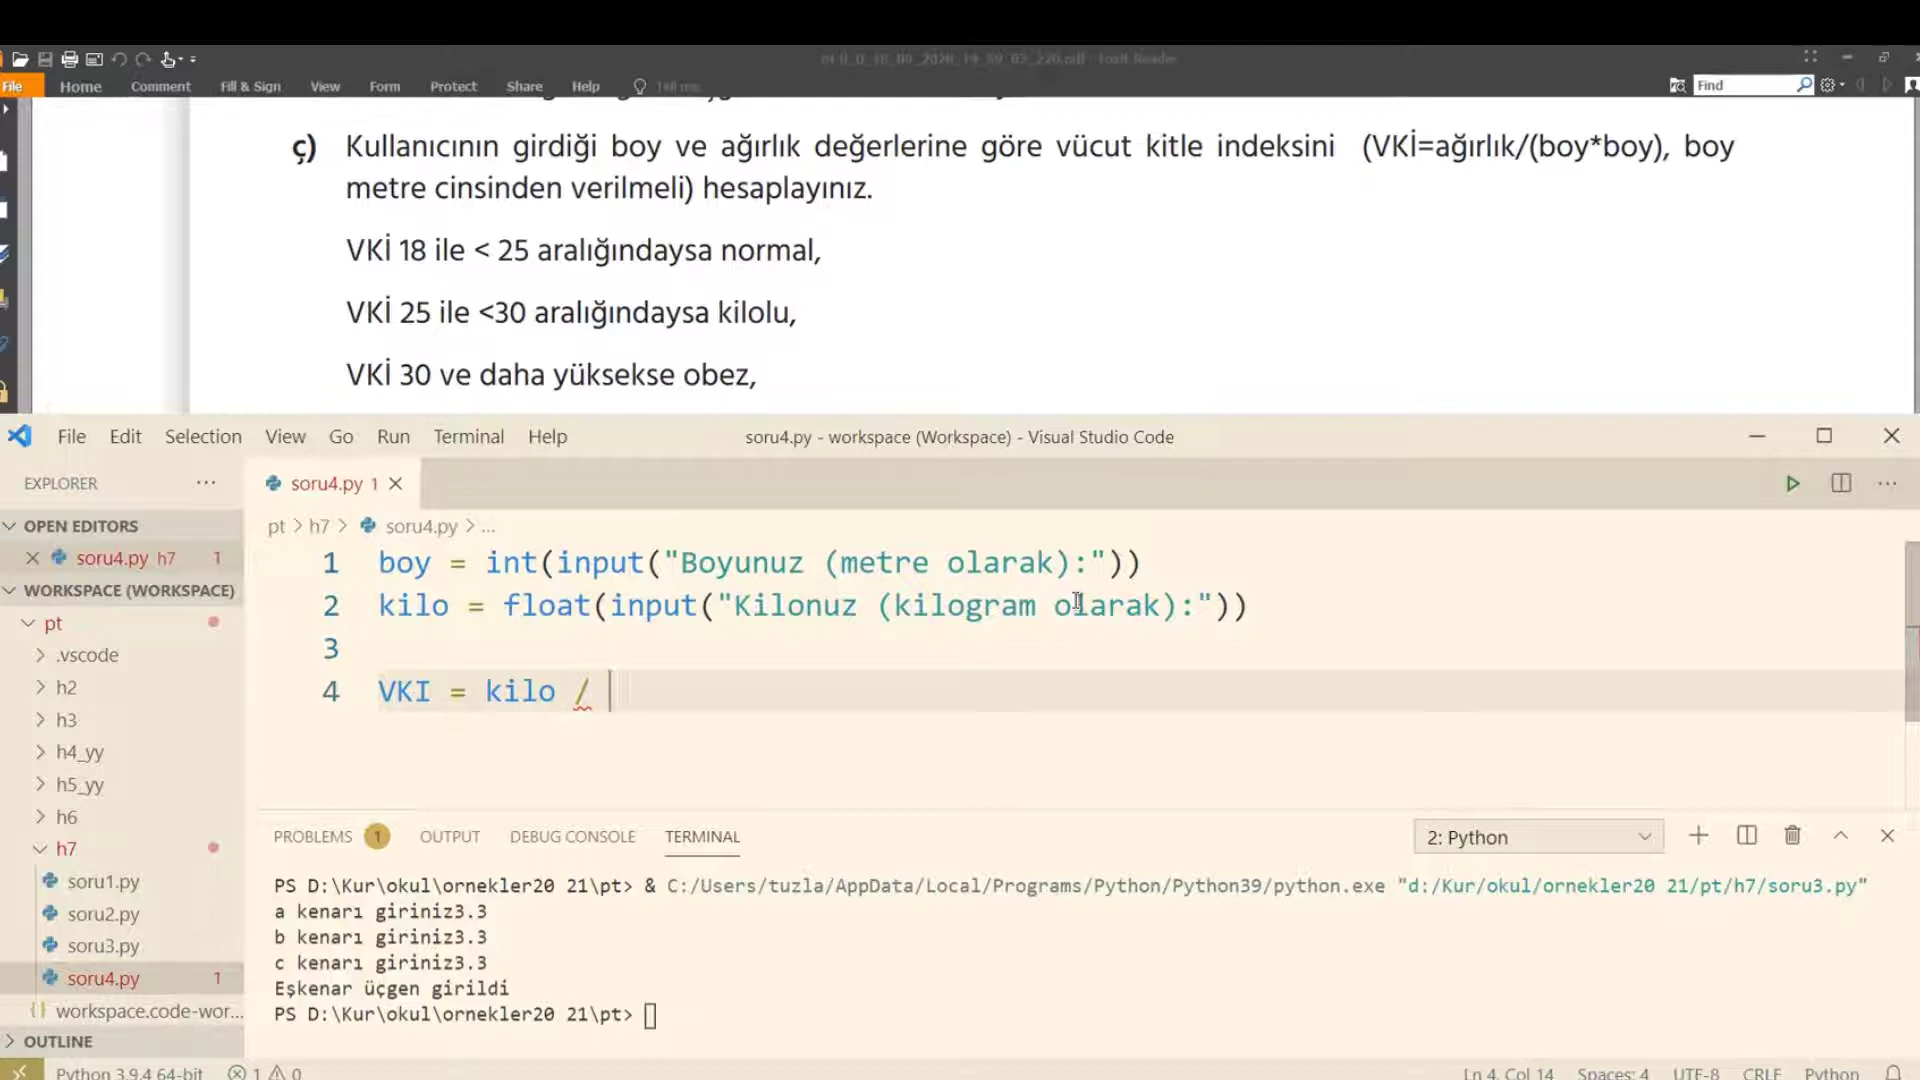 File Home Comment Fill & Sign View Form Protect Share Help Find
ç) Kullanıcının girdiği boy ve ağırlık değerlerine göre vücut kitle indeksini (VKİ=ağırlık/(boy*boy), boy
metre cinsinden verilmeli) hesaplayınız.
VKİ 18 ile < 25 aralığındaysa normal,
VKİ 25 ile <30 aralığındaysa kilolu,
VKİ 30 ve daha yüksekse obez,
File Edit Selection View Go Run Terminal Help soru4.py - workspace (Workspace) - Visual Studio Code
EXPLORER ...
soru4.py 1
OPEN EDITORS
soru4.py h7 1
WORKSPACE (WORKSPACE)
pt
.vscode
h2
h3
h4_yy
h5_yy
h6
h7
soru1.py
soru2.py
soru3.py
soru4.py 1
workspace.code-wor...
OUTLINE
pt > h7 > soru4.py > ...
1 boy = int(input("Boyunuz (metre olarak):"))
2 kilo = float(input("Kilonuz (kilogram olarak):"))
3
4 VKI = kilo /
PROBLEMS 1 OUTPUT DEBUG CONSOLE TERMINAL 2: Python
PS D:\Kur\okul\ornekler20 21\pt> & C:/Users/tuzla/AppData/Local/Programs/Python/Python39/python.exe "d:/Kur/okul/ornekler20 21/pt/h7/soru3.py"
a kenarı giriniz3.3
b kenarı giriniz3.3
c kenarı giriniz3.3
Eşkenar üçgen girildi
PS D:\Kur\okul\ornekler20 21\pt>
Python 3.9.4 64-bit 1 0 Ln 4, Col 14 Spaces: 4 UTF-8 CRLF Python